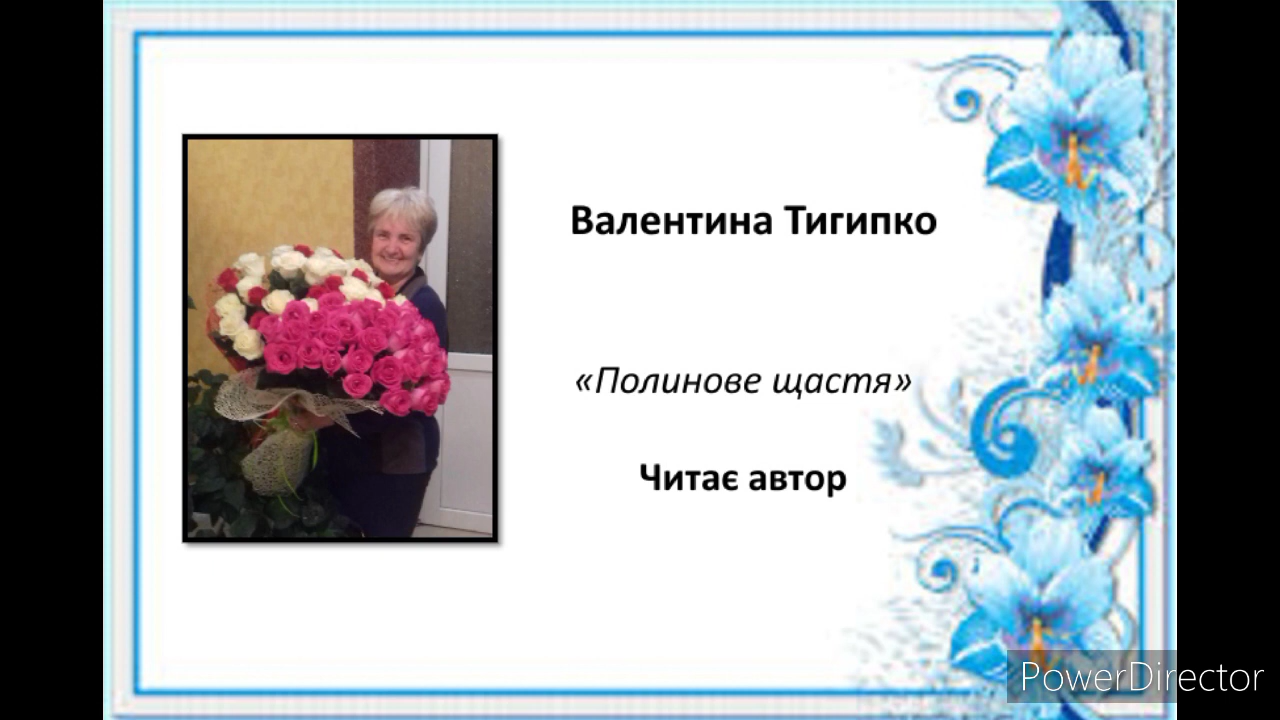 Валентина Тигипко
«Полинове щастя»
Читає автор
PowerDirector